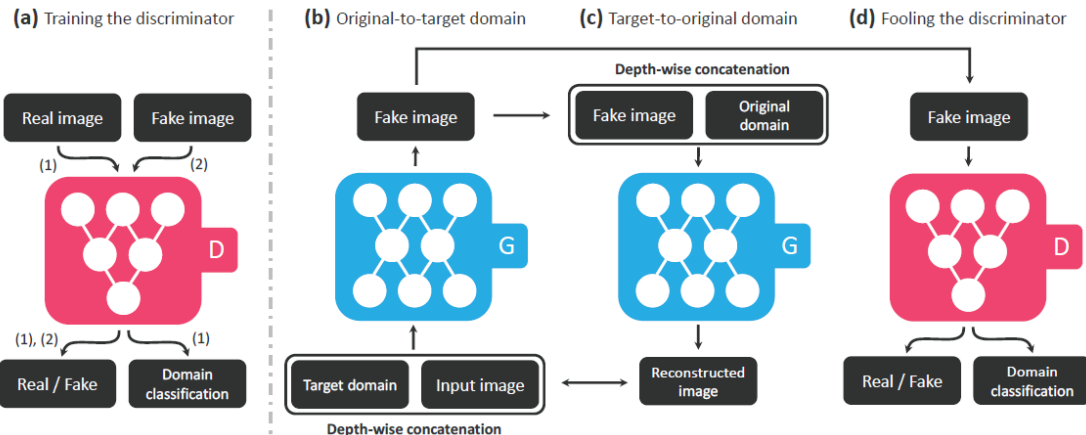 (a) Training the discriminator
(b) Original-to-target domain
(c) Target-to-original domain
(d) Fooling the discriminator
Real image
Fake image
(1)
(2)
D
(1), (2)
(1)
Real / Fake
Domain
classification
Fake image
G
Target domain
Input image
Depth-wise concatenation
Depth-wise concatenation
Fake image
Original
domain
G
Reconstructed
image
Fake image
D
Real / Fake
Domain
classification